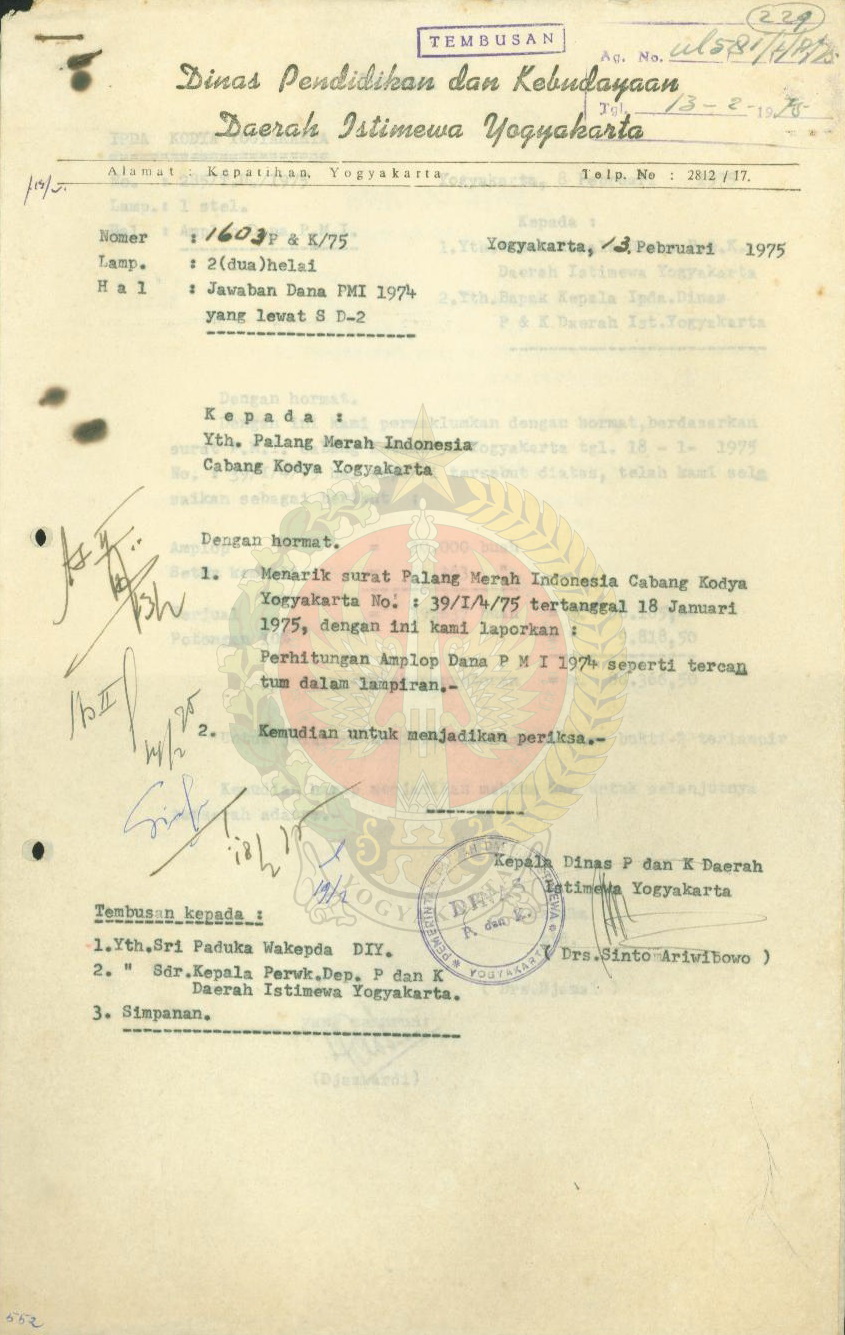 229
TEMBUSAN
Ag. No.
Tgl. 13-2-1975
Dinas Pendidikan dan Kebudayaan
Daerah Istimewa Yogyakarta
Alamat : Kepatihan, Yogyakarta Telp. No : 2812 / 17.
Nomer : 1603/P & K/75 Yogyakarta, 13 Pebruari 1975
Lamp. : 2(dua)helai
H a l : Jawaban Dana PMI 1974
yang lewat S D-2
K e p a d a :
Yth. Palang Merah Indonesia
Cabang Kodya Yogyakarta
Dengan hormat.
1. Menarik surat Palang Merah Indonesia Cabang Kodya
Yogyakarta No. : 39/I/4/75 tertanggal 18 Januari
1975, dengan ini kami laporkan :
Perhitungan Amplop Dana P M I 1974 seperti tercan
tum dalam lampiran.-
2. Kemudian untuk menjadikan periksa.-
Kepala Dinas P dan K Daerah
Istimewa Yogyakarta
DINAS
P. dan K.
YOGYAKARTA
( Drs.Sinto Ariwibowo )
Tembusan kepada :
1.Yth.Sri Paduka Wakepda DIY.
2. " Sdr.Kepala Perwk.Dep. P dan K
Daerah Istimewa Yogyakarta.
3. Simpanan.
552